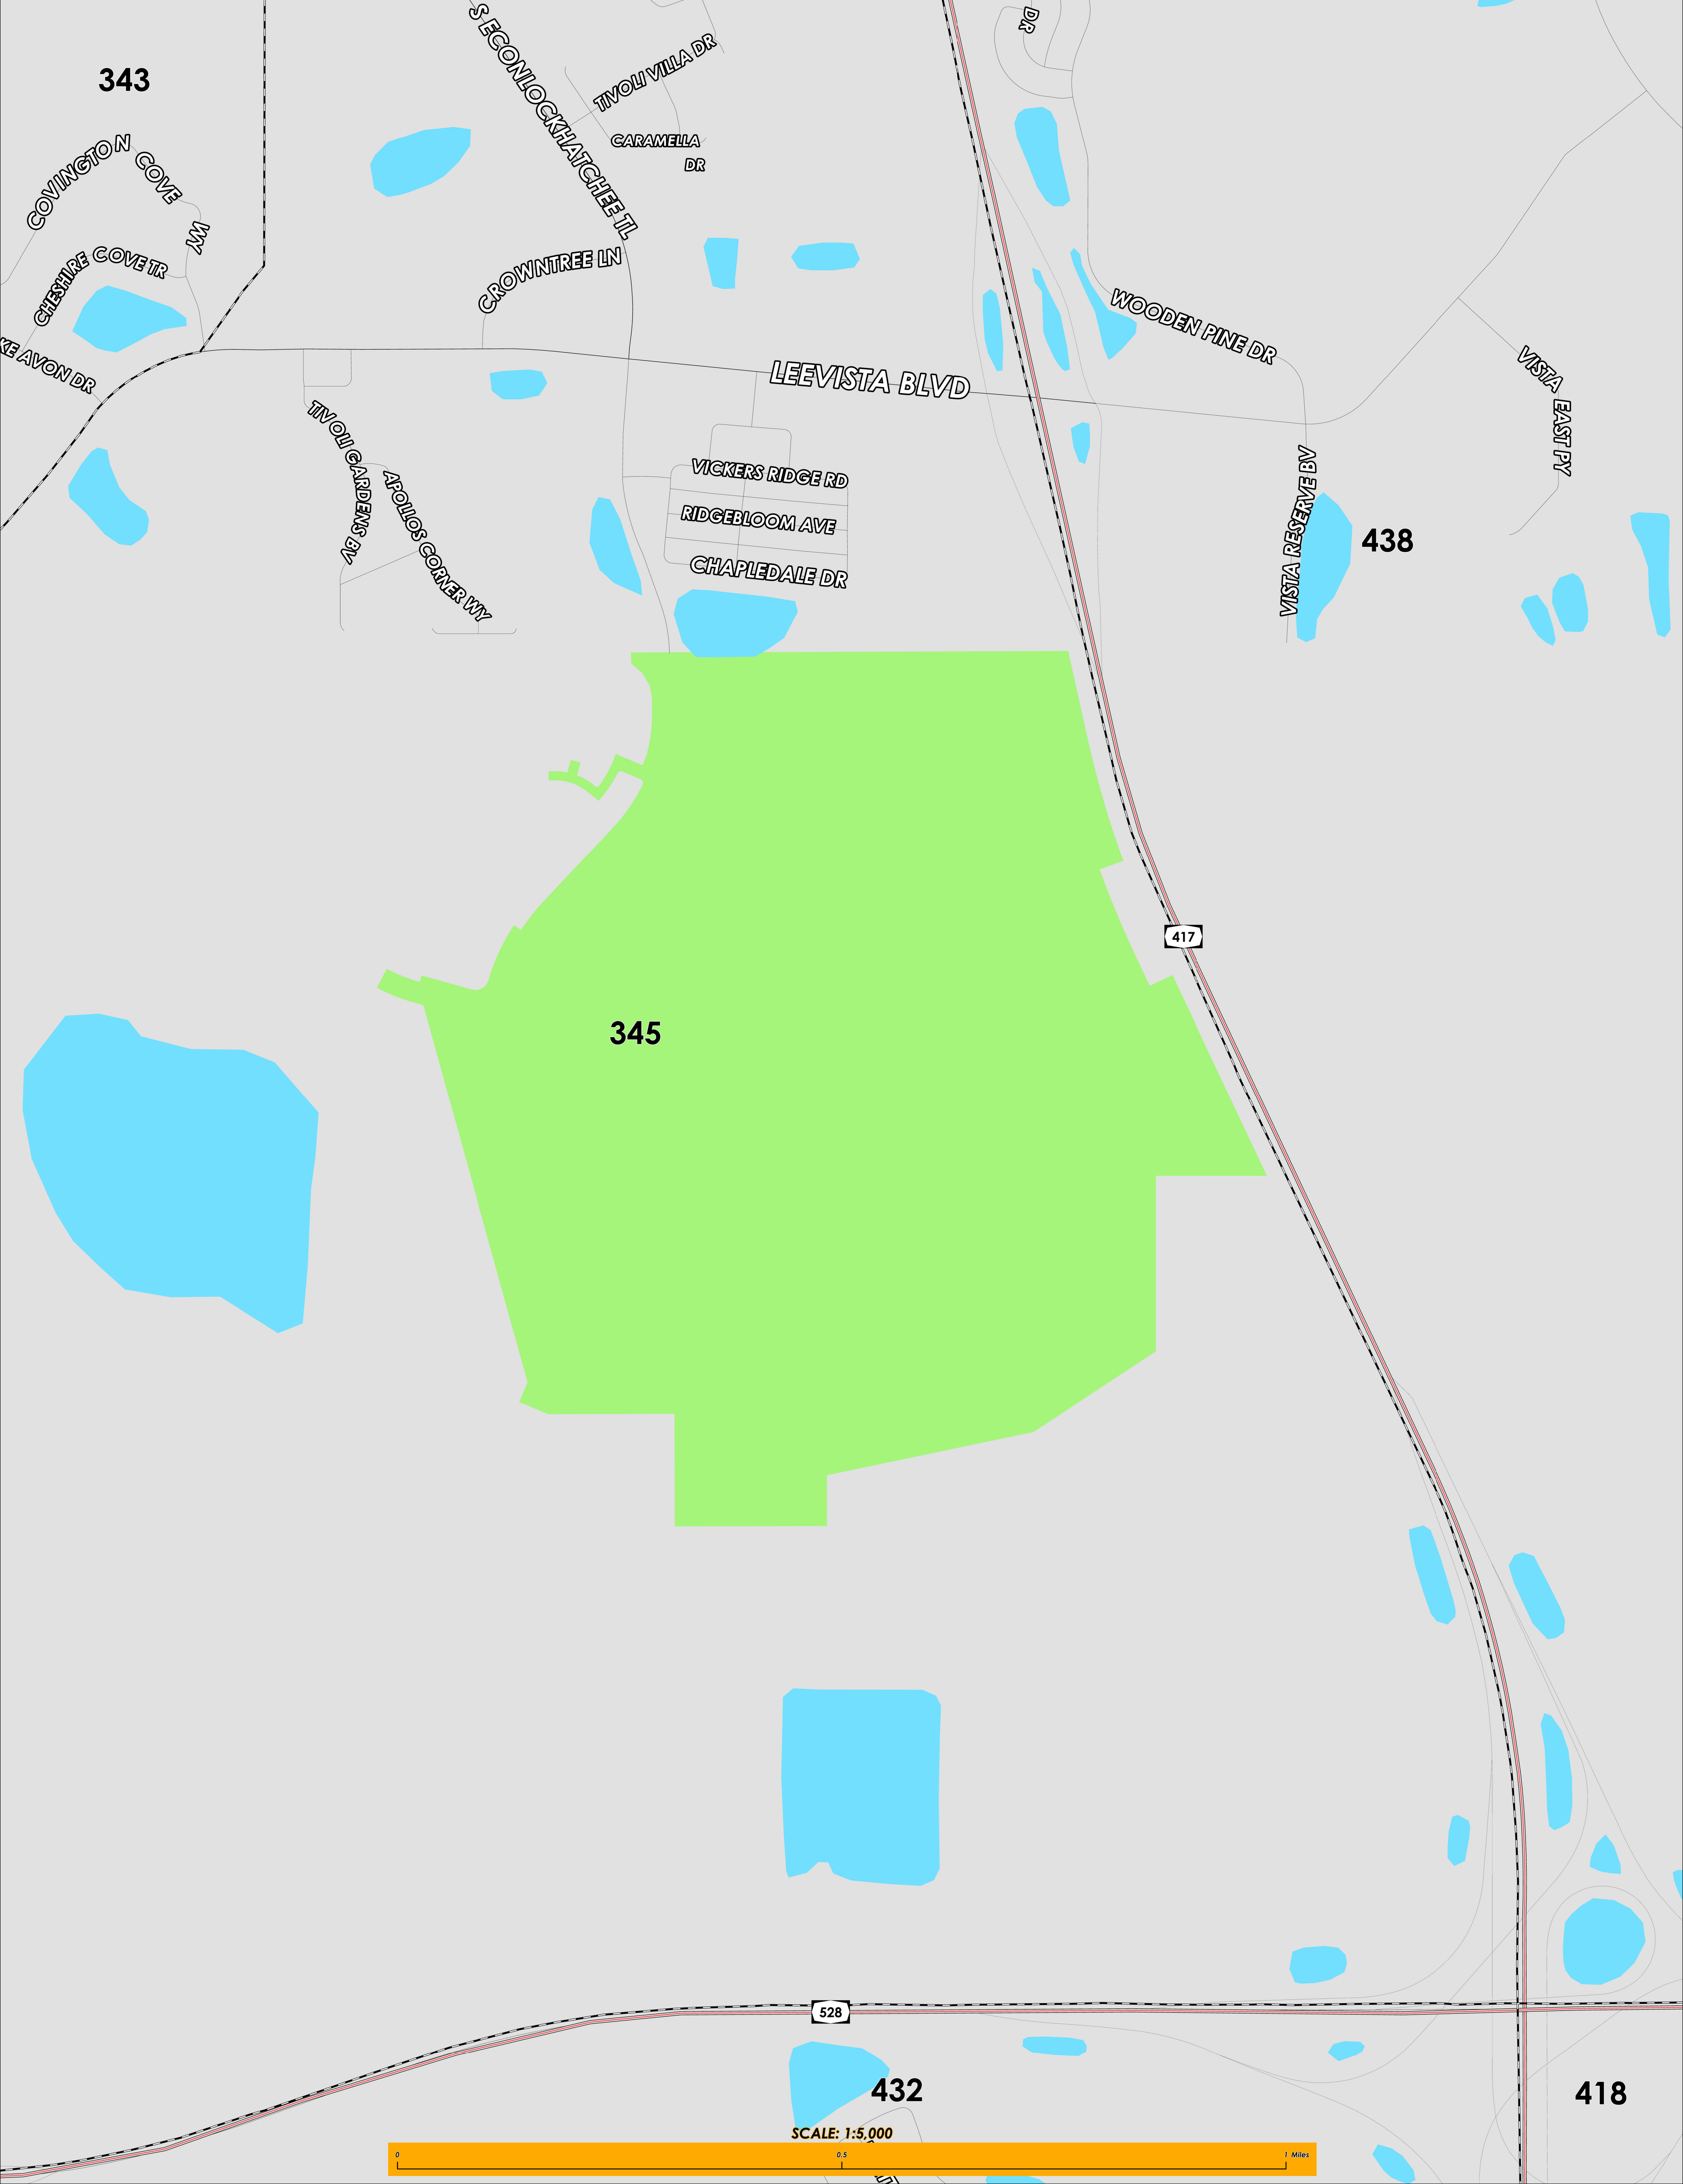 DR
S ECONLOCKHATCHEE TL
TIVOLI VILLA DR
343
CARAMELLA
DR
COVINGTON COVE WY
CHESHIRE COVE TR
CROWNTREE LN
WOODEN PINE DR
KE AVON DR
LEEVISTA BLVD
VISTA EAST PY
TIVOLI GARDENS BV
APOLLOS CORNER WY
VICKERS RIDGE RD
RIDGEBLOOM AVE
CHAPLEDALE DR
VISTA RESERVE BV
438
417
345
528
432
418
SCALE: 1:5,000
0 0.5 1 Miles